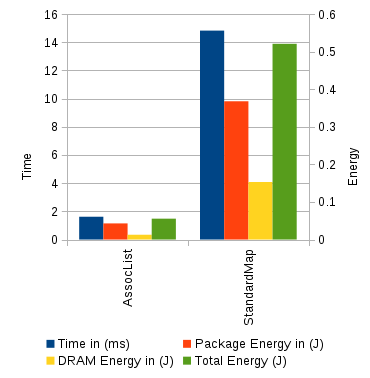 16
14
12
10
8
6
4
2
0
Time
0.6
0.5
0.4
0.3
0.2
0.1
0
Energy
AssocList
StandardMap
Time in (ms)
Package Energy in (J)
DRAM Energy in (J)
Total Energy (J)